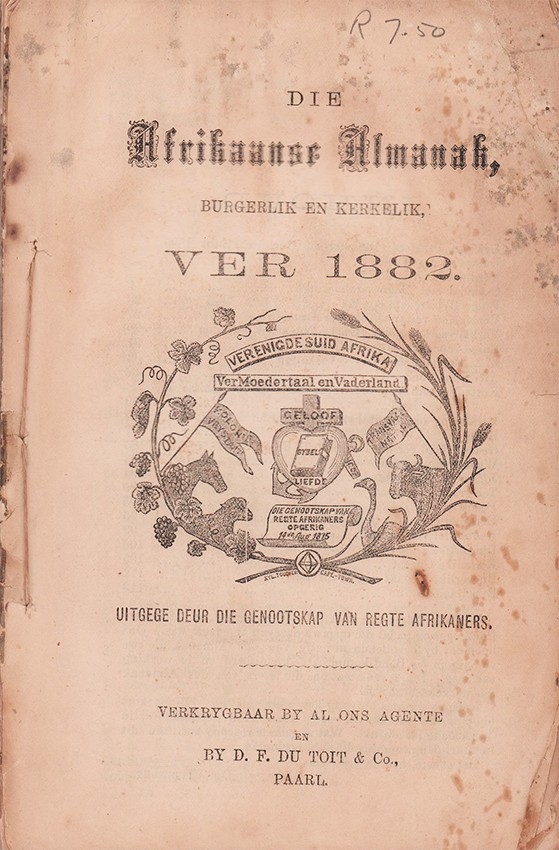 R 7.50
DIE
Afrikaanse Almanak,
BURGERLIK EN KERKELIK,
VER 1882.
VERENIGDE SUID AFRIKA
Ver Moedertaal en Vaderland.
GELOOF
BYBEL
LIEFDE
DIE GENOOTSKAP VAN
REGTE AFRIKANERS
OPGERIG
14de Aug. 1875
CAPE-TOWN.
UITGEGE DEUR DIE GENOOTSKAP VAN REGTE AFRIKANERS.
VERKRYGBAAR BY AL ONS AGENTE
EN
BY D. F. DU TOIT & Co.,
PAARL.